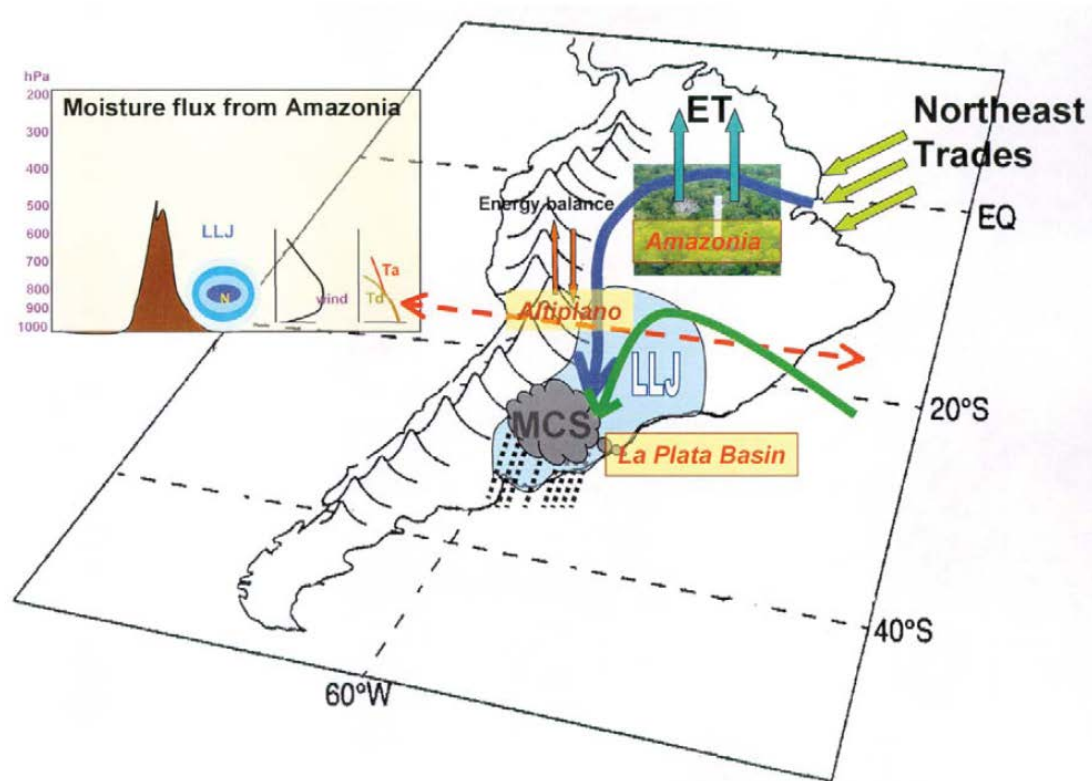 hPa
200
300
400
500
600
700
800
900
1000
Moisture flux from Amazonia
LLJ
N
wind
Ta
Td
ET
Northeast
Trades
Energy balance
Amazonia
EQ
Altiplano
LLJ
MCS
La Plata Basin
20°S
40°S
60°W